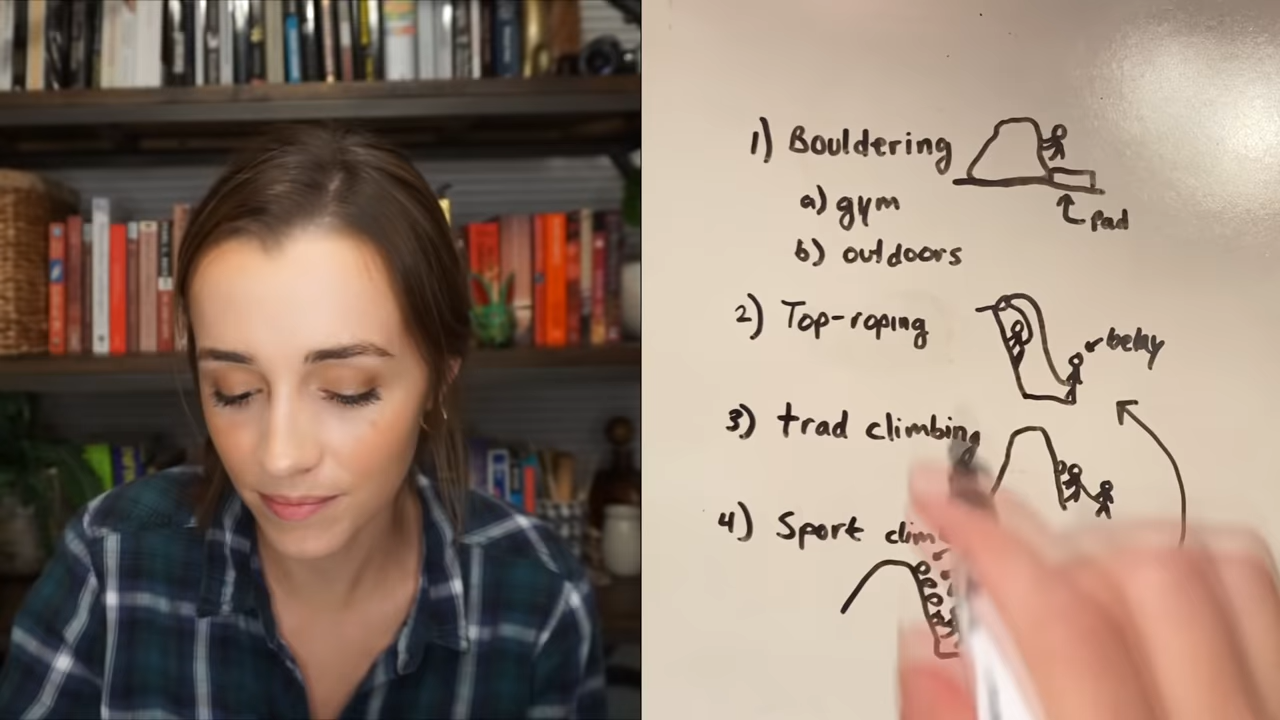 1) Bouldering
a) gym
pad
b) outdoors
2) Top-roping
belay
3) trad climbing
4) Sport